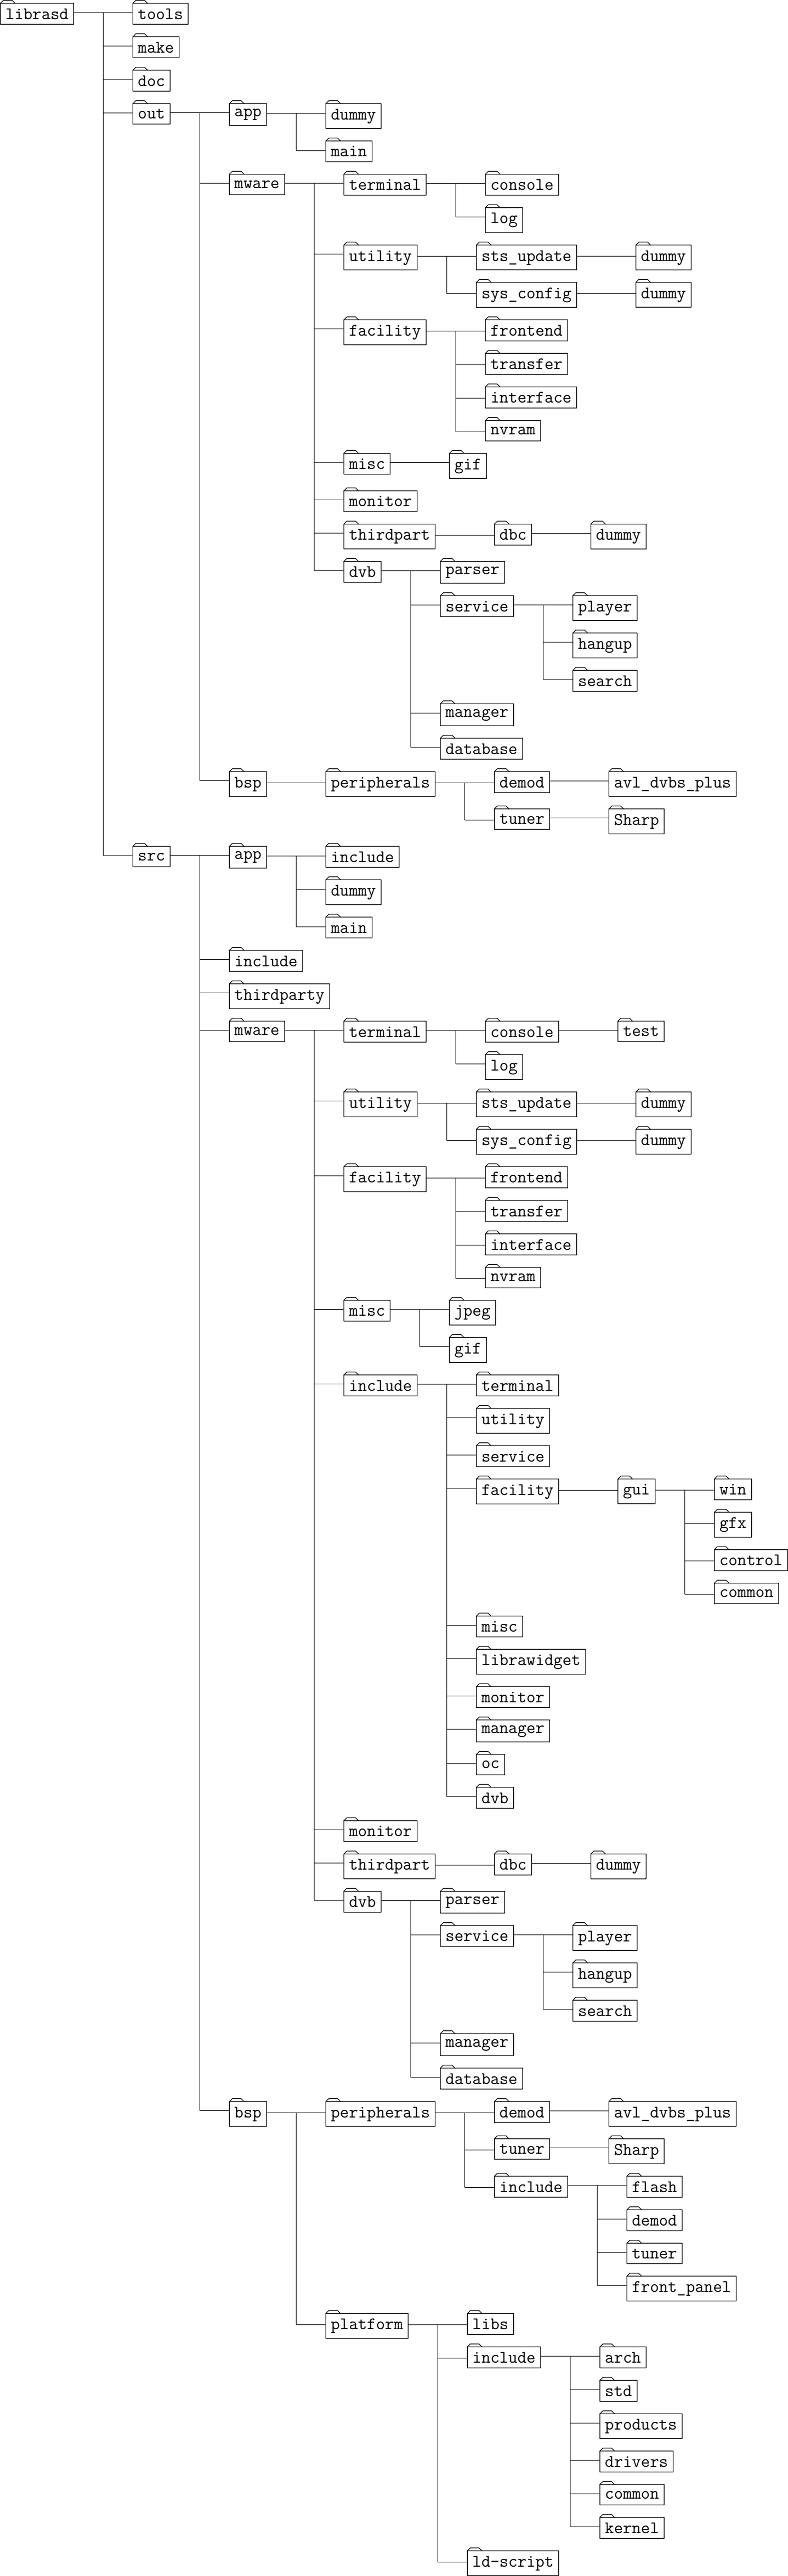 librasd tools
make
doc
out app dummy
main
mware terminal console
log
utility sts_update dummy
sys_config dummy
facility frontend
transfer
interface
nvram
misc gif
monitor
thirdpart dbc dummy
dvb parser
service player
hangup
search
manager
database
bsp peripherals demod avl_dvbs_plus
tuner Sharp
src app include
dummy
main
include
thirdparty
mware terminal console test
log
utility sts_update dummy
sys_config dummy
facility frontend
transfer
interface
nvram
misc jpeg
gif
include terminal
utility
service
facility gui win
gfx
control
common
misc
librawidget
monitor
manager
oc
dvb
monitor
thirdpart dbc dummy
dvb parser
service player
hangup
search
manager
database
bsp peripherals demod avl_dvbs_plus
tuner Sharp
include flash
demod
tuner
front_panel
platform libs
include arch
std
products
drivers
common
kernel
ld-script